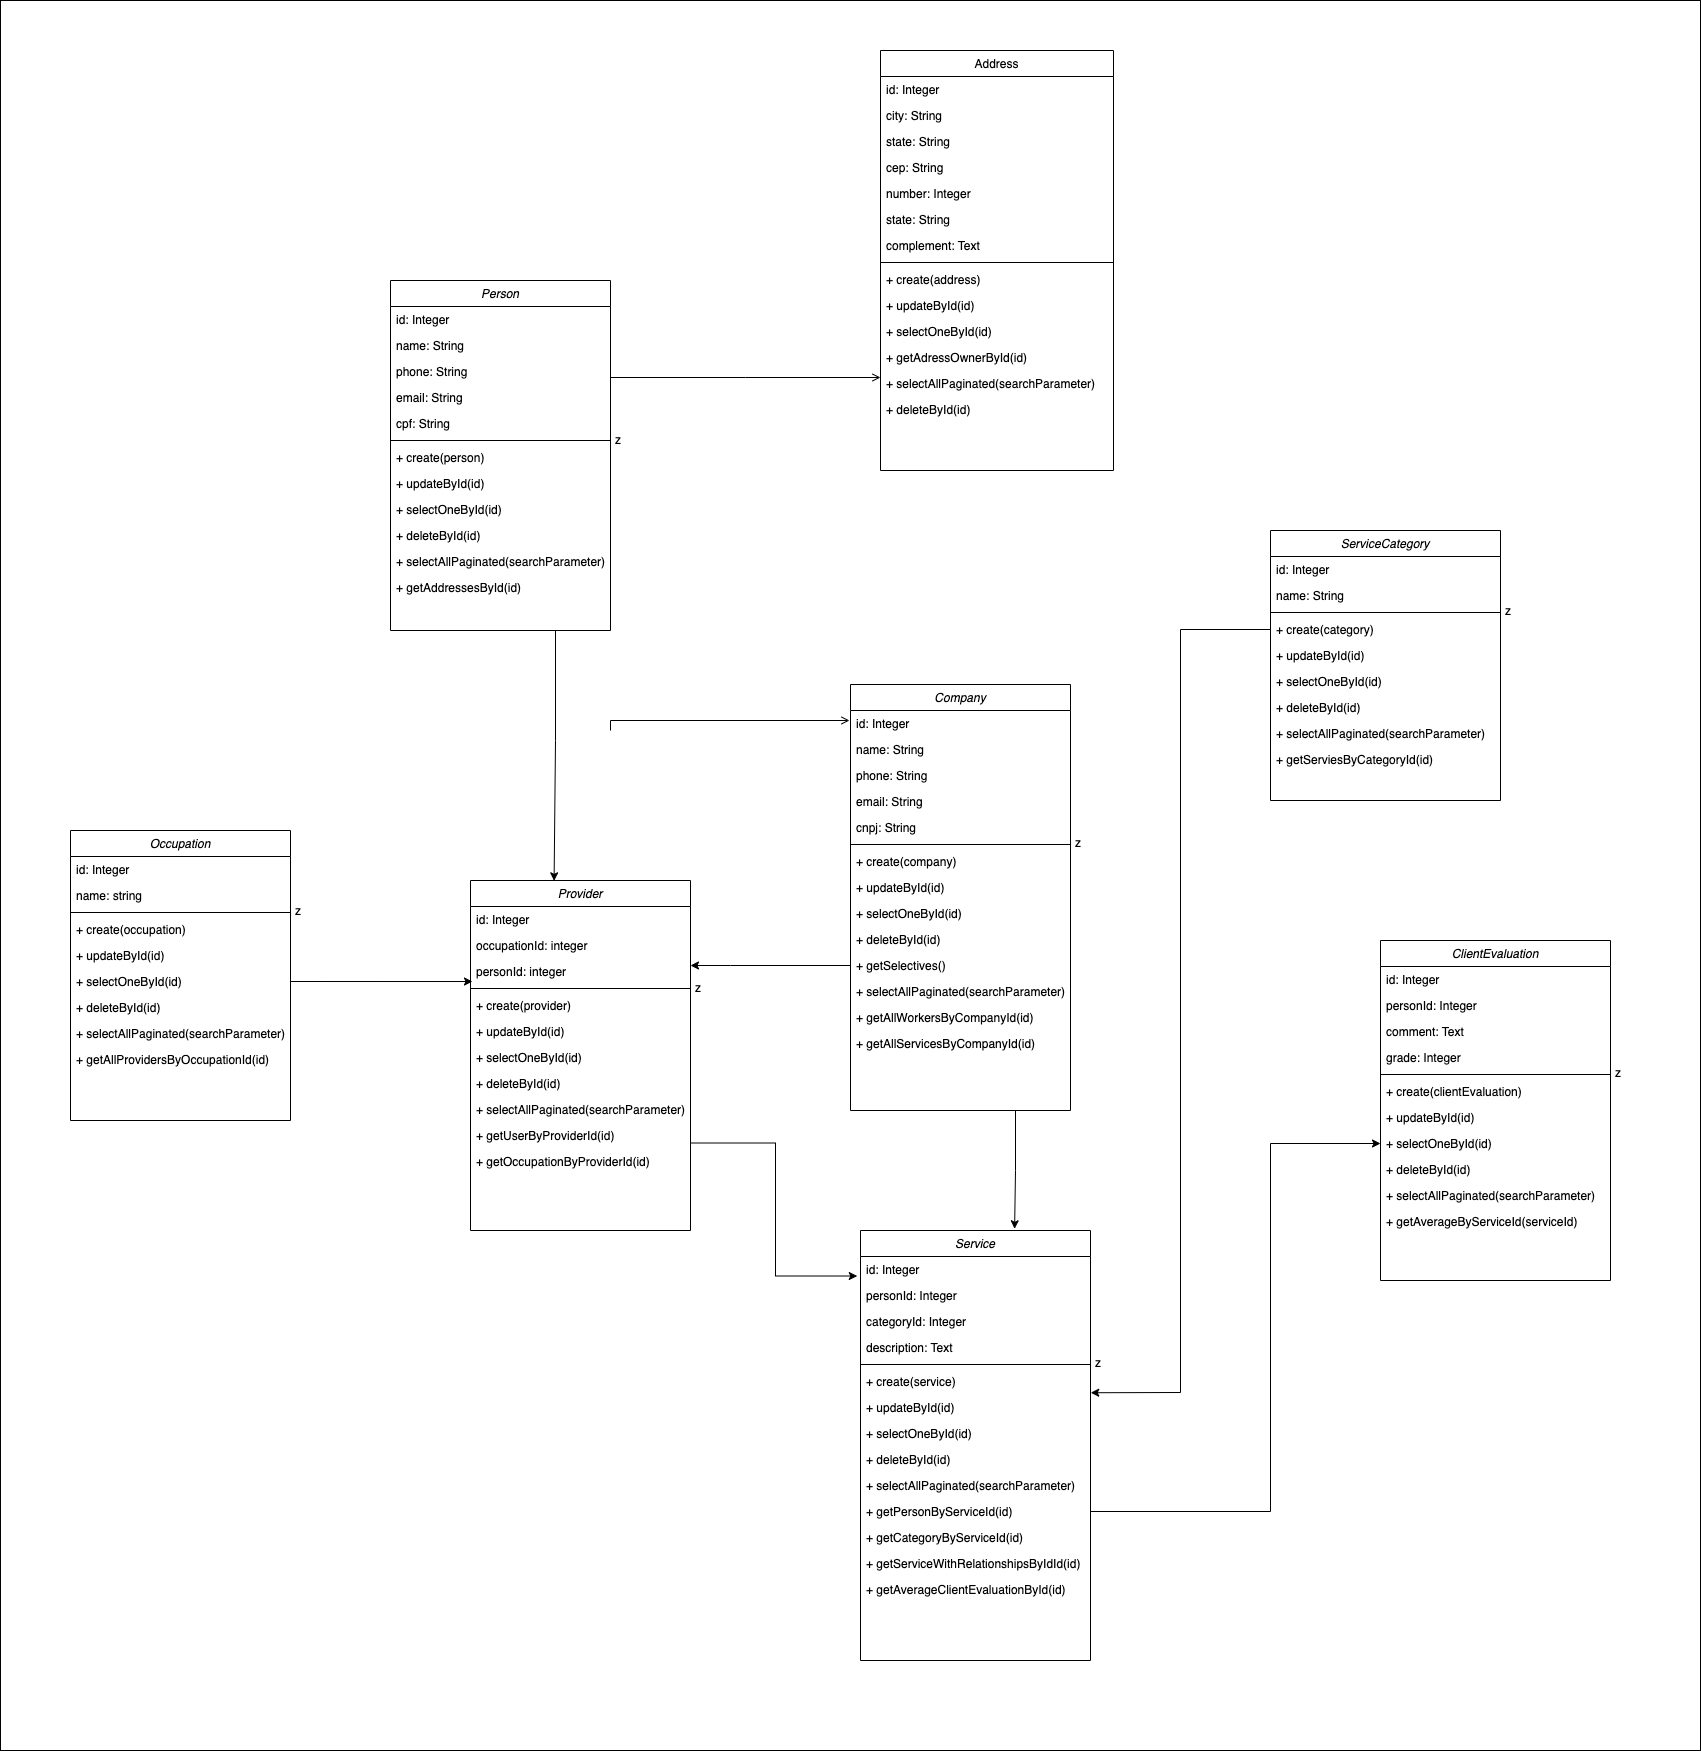 Address
id: Integer
city: String
state: String
cep: String
number: Integer
state: String
complement: Text
+ create(address)
+ updateById(id)
+ selectOneById(id)
+ getAdressOwnerById(id)
+ selectAllPaginated(searchParameter)
+ deleteById(id)
Person
id: Integer
name: String
phone: String
email: String
cpf: String
z
+ create(person)
+ updateById(id)
+ selectOneById(id)
+ deleteById(id)
+ selectAllPaginated(searchParameter)
+ getAddressesById(id)
ServiceCategory
id: Integer
name: String
z
+ create(category)
+ updateById(id)
+ selectOneById(id)
+ deleteById(id)
+ selectAllPaginated(searchParameter)
+ getServiesByCategoryId(id)
Company
id: Integer
name: String
phone: String
email: String
cnpj: String
z
+ create(company)
+ updateById(id)
+ selectOneById(id)
+ deleteById(id)
+ getSelectives()
+ selectAllPaginated(searchParameter)
+ getAllWorkersByCompanyId(id)
+ getAllServicesByCompanyId(id)
Occupation
id: Integer
name: string
z
+ create(occupation)
+ updateById(id)
+ selectOneById(id)
+ deleteById(id)
+ selectAllPaginated(searchParameter)
+ getAllProvidersByOccupationId(id)
Provider
id: Integer
occupationId: integer
personId: integer
z
+ create(provider)
+ updateById(id)
+ selectOneById(id)
+ deleteById(id)
+ selectAllPaginated(searchParameter)
+ getUserByProviderId(id)
+ getOccupationByProviderId(id)
ClientEvaluation
id: Integer
personId: Integer
comment: Text
grade: Integer
z
+ create(clientEvaluation)
+ updateById(id)
+ selectOneById(id)
+ deleteById(id)
+ selectAllPaginated(searchParameter)
+ getAverageByServiceId(serviceId)
Service
id: Integer
personId: Integer
categoryId: Integer
description: Text
z
+ create(service)
+ updateById(id)
+ selectOneById(id)
+ deleteById(id)
+ selectAllPaginated(searchParameter)
+ getPersonByServiceId(id)
+ getCategoryByServiceId(id)
+ getServiceWithRelationshipsByIdId(id)
+ getAverageClientEvaluationById(id)